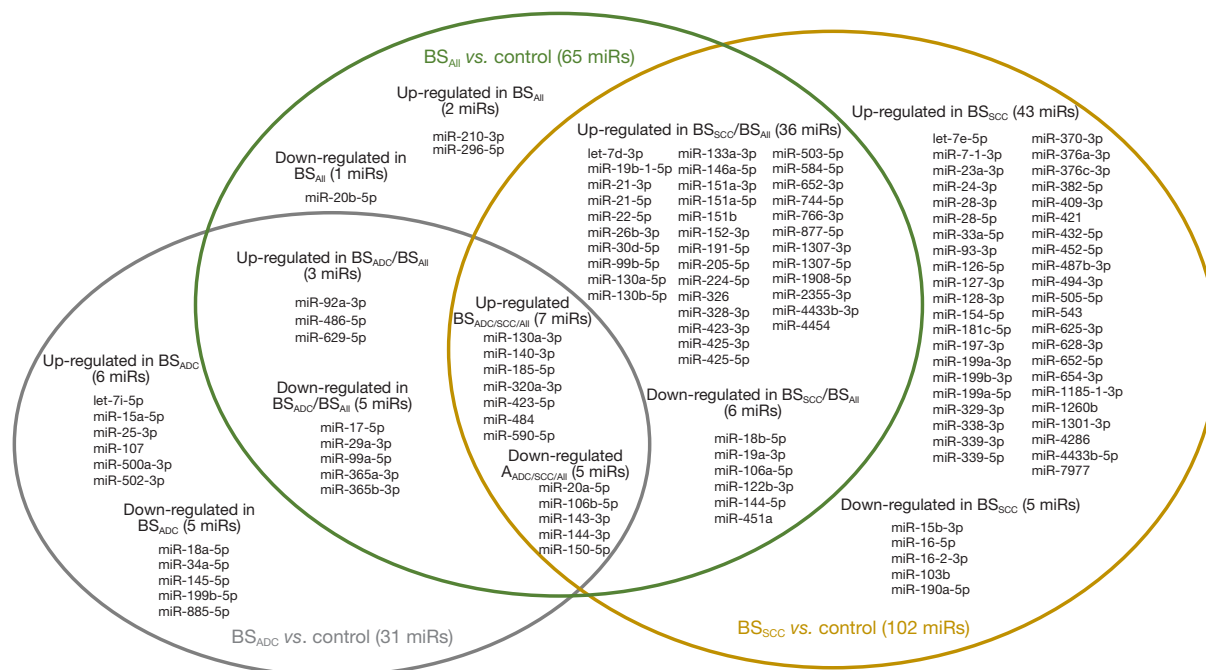 BSAll vs. control (65 miRs)
Up-regulated in BSAll
(2 miRs)
miR-210-3p
miR-296-5p
Down-regulated in
BSAll (1 miRs)
miR-20b-5p
Up-regulated in BSADC/BSAll
(3 miRs)
miR-92a-3p
miR-486-5p
miR-629-5p
Down-regulated in
BSADC/BSAll (5 miRs)
miR-17-5p
miR-29a-3p
miR-99a-5p
miR-365a-3p
miR-365b-3p
Up-regulated in BSADC
(6 miRs)
let-7i-5p
miR-15a-5p
miR-25-3p
miR-107
miR-500a-3p
miR-502-3p
Down-regulated in
BSADC (5 miRs)
miR-18a-5p
miR-34a-5p
miR-145-5p
miR-199b-5p
miR-885-5p
BSADC vs. control (31 miRs)
Up-regulated
BSADC/SCC/All (7 miRs)
miR-130a-3p
miR-140-3p
miR-185-5p
miR-320a-3p
miR-423-5p
miR-484
miR-590-5p
Down-regulated
AADC/SCC/All (5 miRs)
miR-20a-5p
miR-106b-5p
miR-143-3p
miR-144-3p
miR-150-5p
Up-regulated in BSSCC/BSAll (36 miRs)
let-7d-3p
miR-19b-1-5p
miR-21-3p
miR-21-5p
miR-22-5p
miR-26b-3p
miR-30d-5p
miR-99b-5p
miR-130a-5p
miR-130b-5p
miR-133a-3p
miR-146a-5p
miR-151a-3p
miR-151a-5p
miR-151b
miR-152-3p
miR-191-5p
miR-205-5p
miR-224-5p
miR-326
miR-328-3p
miR-423-3p
miR-425-3p
miR-425-5p
miR-503-5p
miR-584-5p
miR-652-3p
miR-744-5p
miR-766-3p
miR-877-5p
miR-1307-3p
miR-1307-5p
miR-1908-5p
miR-2355-3p
miR-4433b-3p
miR-4454
Down-regulated in BSSCC/BSAll
(6 miRs)
miR-18b-5p
miR-19a-3p
miR-106a-5p
miR-122b-3p
miR-144-5p
miR-451a
Up-regulated in BSSCC (43 miRs)
let-7e-5p
miR-7-1-3p
miR-23a-3p
miR-24-3p
miR-28-3p
miR-28-5p
miR-33a-5p
miR-93-3p
miR-126-5p
miR-127-3p
miR-128-3p
miR-154-5p
miR-181c-5p
miR-197-3p
miR-199a-3p
miR-199b-3p
miR-199a-5p
miR-329-3p
miR-338-3p
miR-339-3p
miR-339-5p
miR-370-3p
miR-376a-3p
miR-376c-3p
miR-382-5p
miR-409-3p
miR-421
miR-432-5p
miR-452-5p
miR-487b-3p
miR-494-3p
miR-505-5p
miR-543
miR-625-3p
miR-628-3p
miR-652-5p
miR-654-3p
miR-1185-1-3p
miR-1260b
miR-1301-3p
miR-4286
miR-4433b-5p
miR-7977
Down-regulated in BSSCC (5 miRs)
miR-15b-3p
miR-16-5p
miR-16-2-3p
miR-103b
miR-190a-5p
BSSCC vs. control (102 miRs)